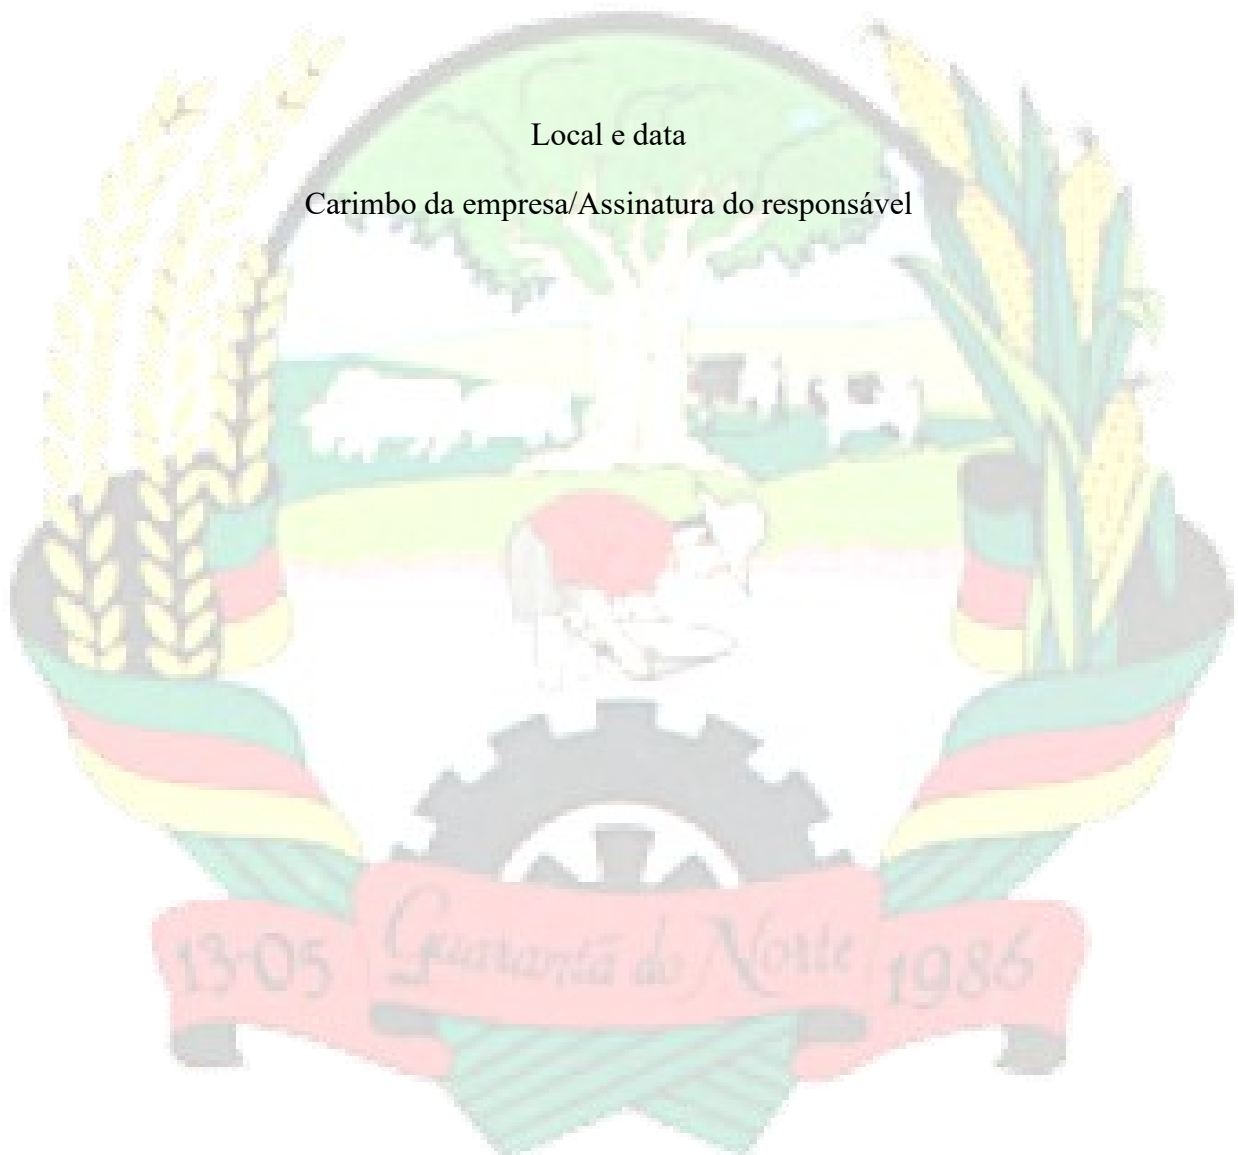 Local e data
Carimbo da empresa/Assinatura do responsável
13-05 Guarantã do Norte 1986